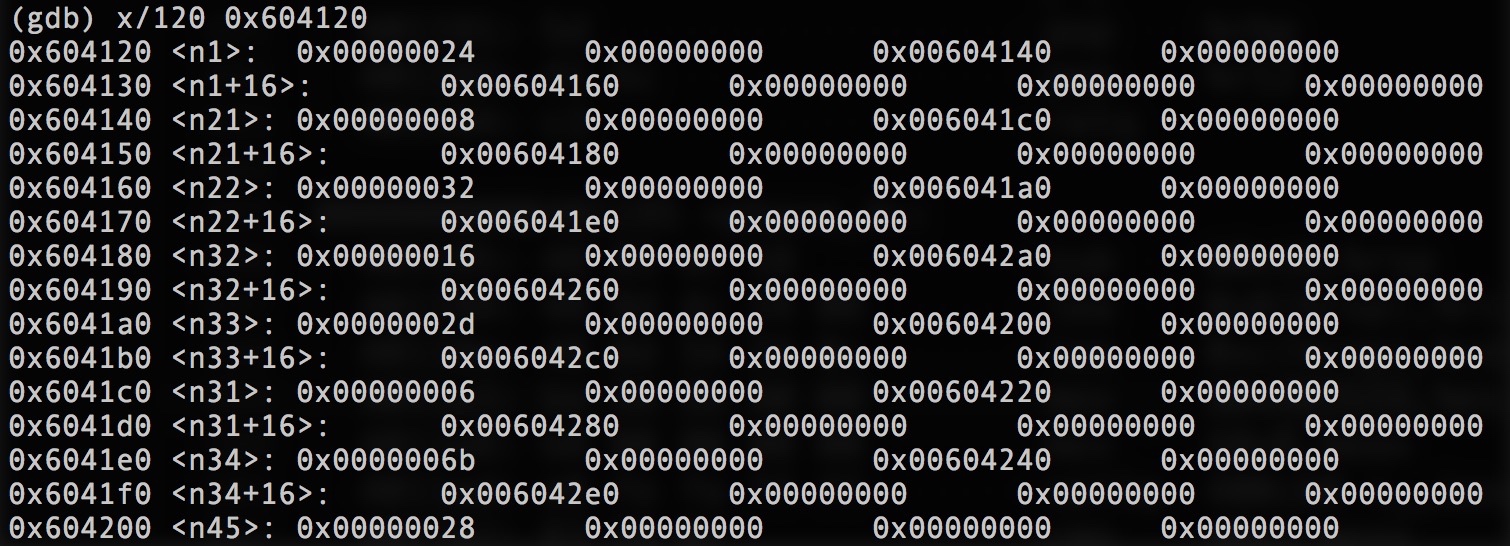 (gdb) x/120 0x604120
0x604120 <n1>: 0x00000024 0x00000000 0x00604140 0x00000000
0x604130 <n1+16>: 0x00604160 0x00000000 0x00000000 0x00000000
0x604140 <n21>: 0x00000008 0x00000000 0x006041c0 0x00000000
0x604150 <n21+16>: 0x00604180 0x00000000 0x00000000 0x00000000
0x604160 <n22>: 0x00000032 0x00000000 0x006041a0 0x00000000
0x604170 <n22+16>: 0x006041e0 0x00000000 0x00000000 0x00000000
0x604180 <n32>: 0x00000016 0x00000000 0x006042a0 0x00000000
0x604190 <n32+16>: 0x00604260 0x00000000 0x00000000 0x00000000
0x6041a0 <n33>: 0x0000002d 0x00000000 0x00604200 0x00000000
0x6041b0 <n33+16>: 0x006042c0 0x00000000 0x00000000 0x00000000
0x6041c0 <n31>: 0x00000006 0x00000000 0x00604220 0x00000000
0x6041d0 <n31+16>: 0x00604280 0x00000000 0x00000000 0x00000000
0x6041e0 <n34>: 0x0000006b 0x00000000 0x00604240 0x00000000
0x6041f0 <n34+16>: 0x006042e0 0x00000000 0x00000000 0x00000000
0x604200 <n45>: 0x00000028 0x00000000 0x00000000 0x00000000